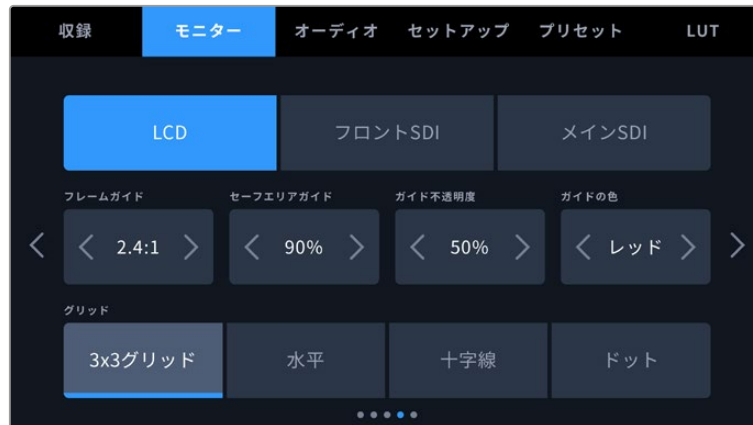 収録 モニター オーディオ セットアップ プリセット LUT
LCD フロントSDI メインSDI
フレームガイド セーフエリアガイド ガイド不透明度 ガイドの色
2.4:1 90% 50% レッド
グリッド
3x3グリッド 水平 十字線 ドット